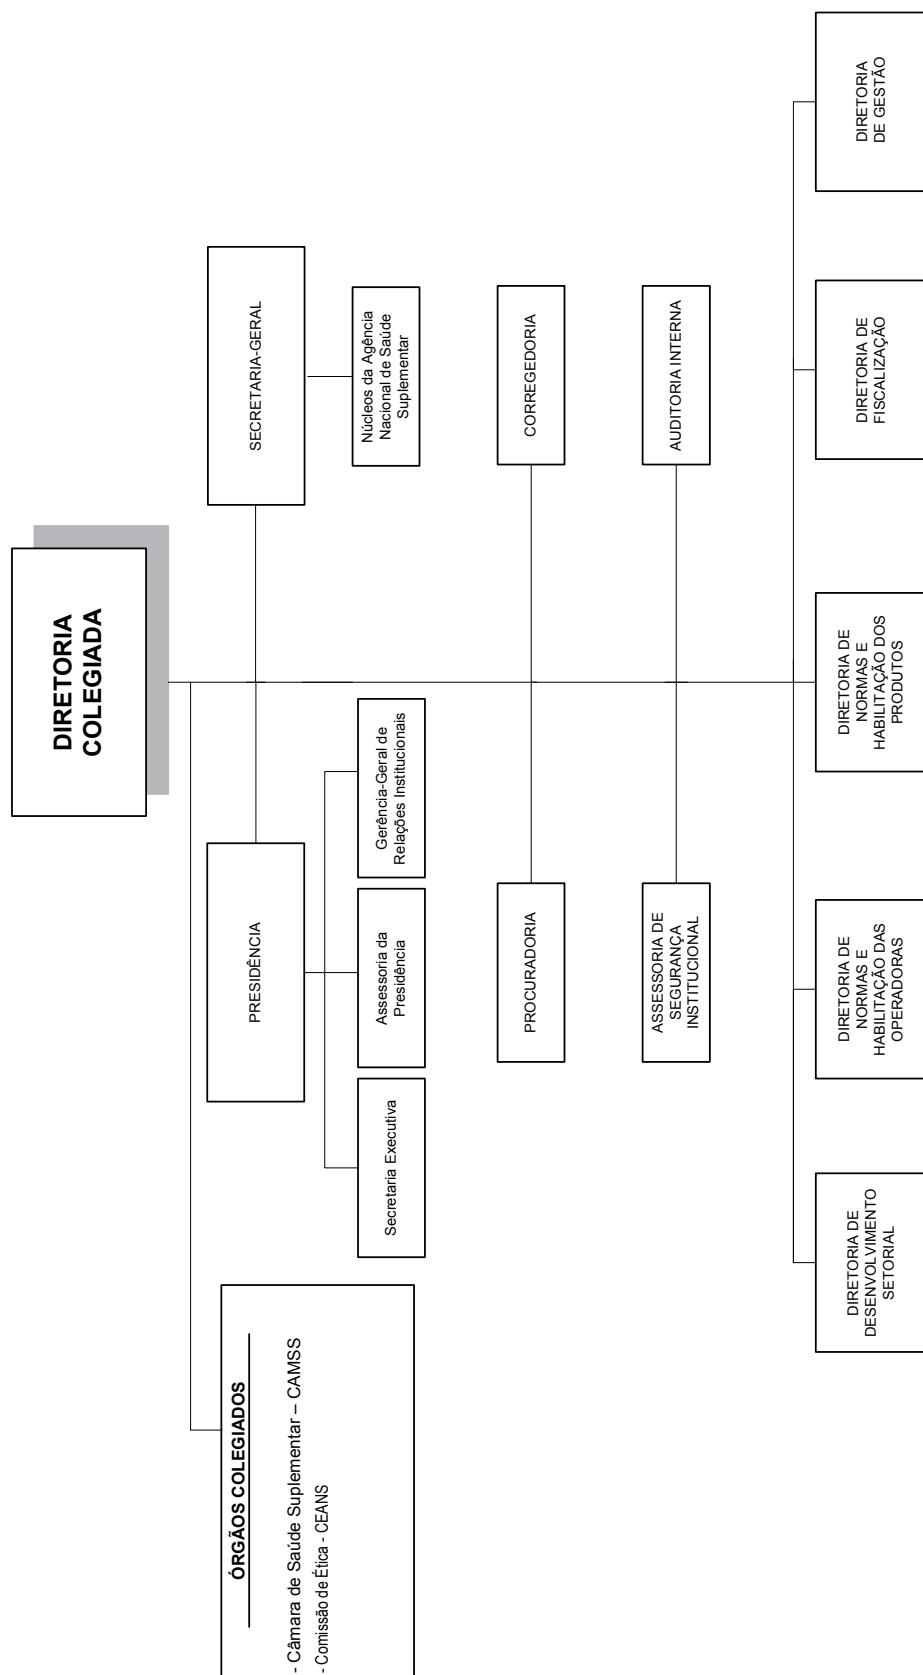 DIRETORIA
COLEGIADA
ÓRGÃOS COLEGIADOS
- Câmara de Saúde Suplementar – CAMSS
- Comissão de Ética - CEANS
PRESIDÊNCIA
SECRETARIA-GERAL
Secretaria Executiva
Assessoria da
Presidência
Gerência-Geral de
Relações Institucionais
Núcleos da Agência
Nacional de Saúde
Suplementar
PROCURADORIA
CORREGEDORIA
ASSESSORIA DE
SEGURANÇA
INSTITUCIONAL
AUDITORIA INTERNA
DIRETORIA DE
DESENVOLVIMENTO
SETORIAL
DIRETORIA DE
NORMAS E
HABILITAÇÃO DAS
OPERADORAS
DIRETORIA DE
NORMAS E
HABILITAÇÃO DOS
PRODUTOS
DIRETORIA DE
FISCALIZAÇÃO
DIRETORIA
DE GESTÃO